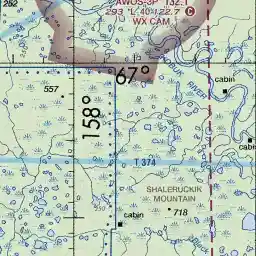 252
AWOS-3P 132.
293 *L 40 122.7 C
WX CAM
67°
RIVER
cabin
557
158°
cabin
T 374
SHALERUCKIK
MOUNTAIN
718
cabin